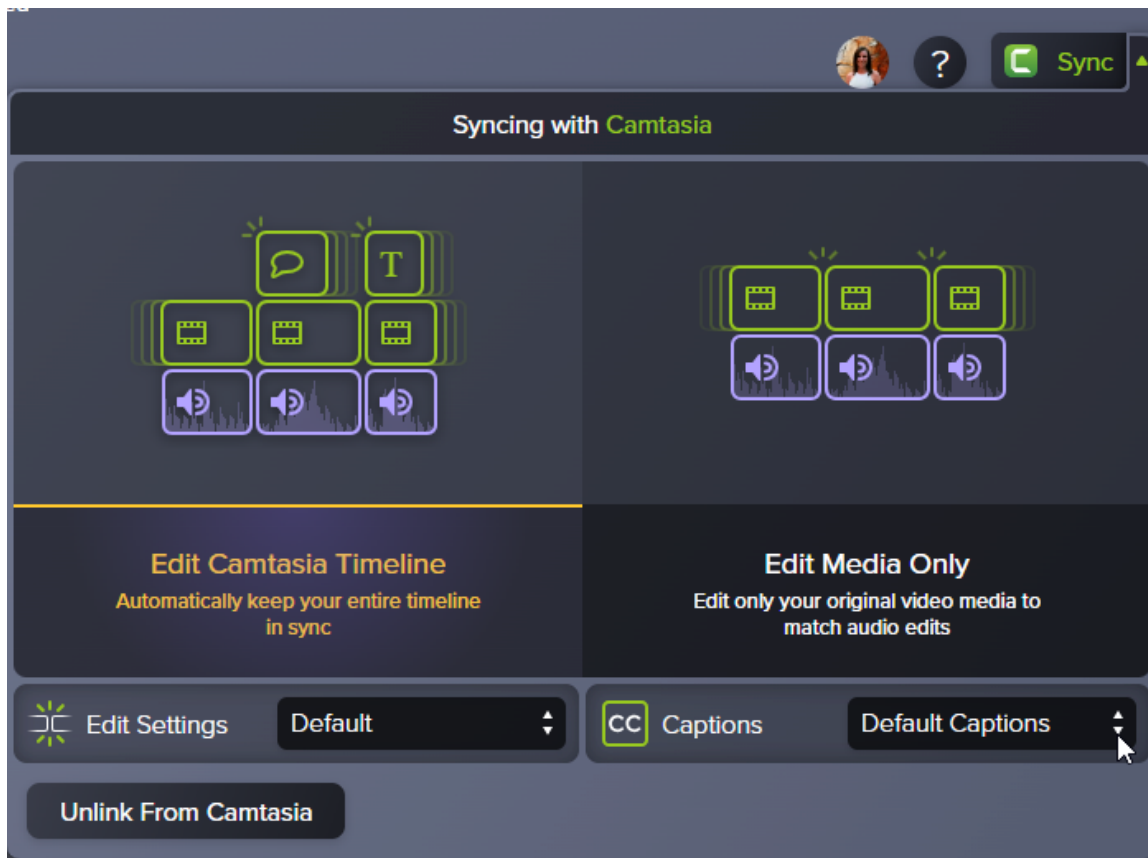 ?
Sync
Syncing with Camtasia
T
Edit Camtasia Timeline
Automatically keep your entire timeline
in sync
Edit Media Only
Edit only your original video media to
match audio edits
Edit Settings
Default
CC
Captions
Default Captions
Unlink From Camtasia